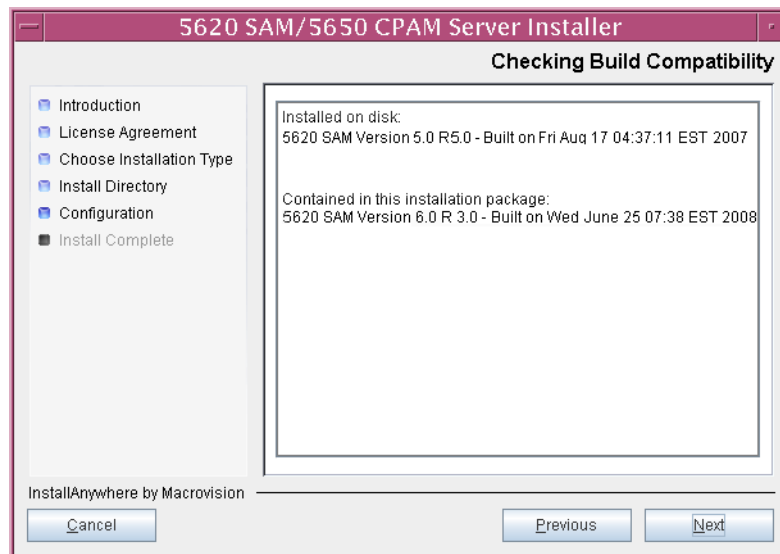 5620 SAM/5650 CPAM Server Installer
Checking Build Compatibility
Introduction
License Agreement
Choose Installation Type
Install Directory
Configuration
Install Complete
Installed on disk:
5620 SAM Version 5.0 R5.0 - Built on Fri Aug 17 04:37:11 EST 2007
Contained in this installation package:
5620 SAM Version 6.0 R 3.0 - Built on Wed June 25 07:38 EST 2008
InstallAnywhere by Macrovision
Cancel
Previous
Next